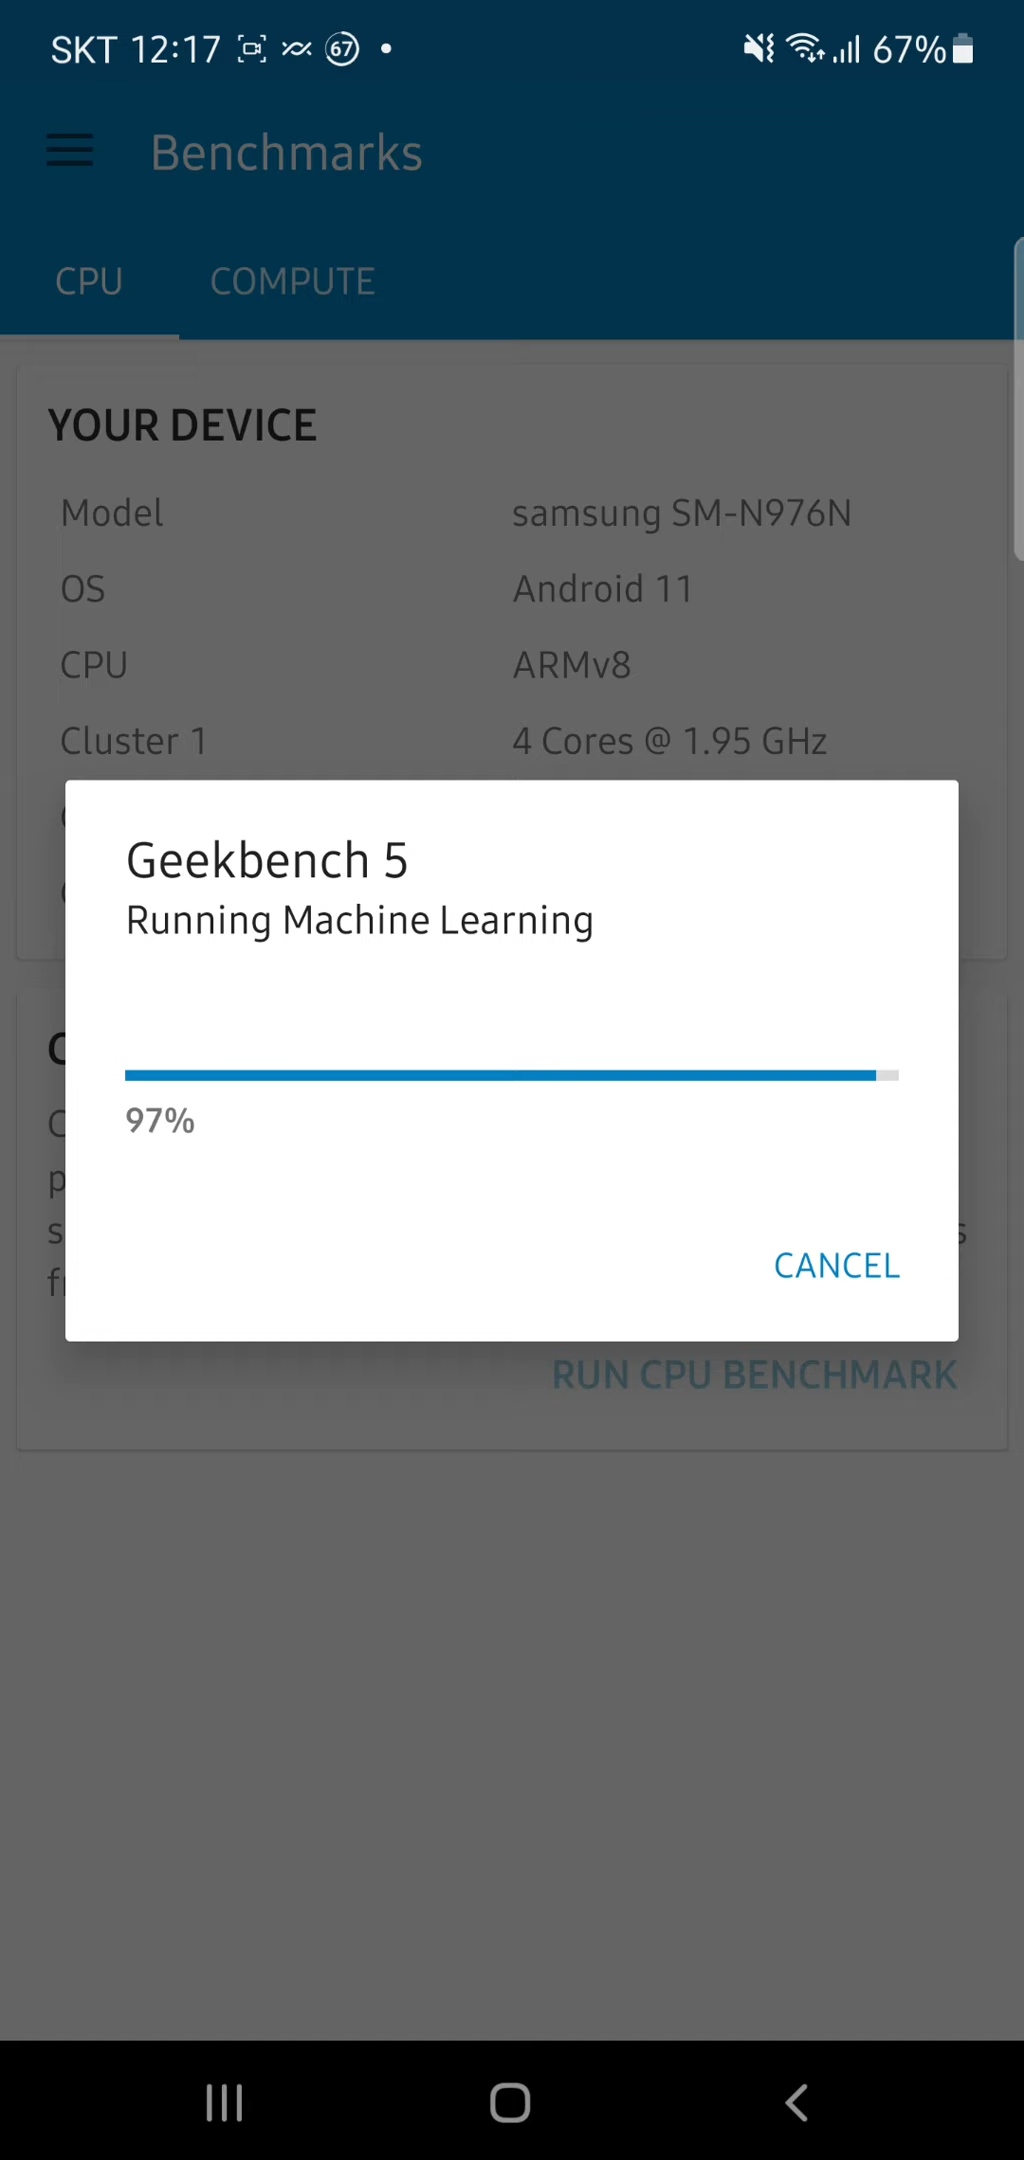 SKT 12:17 67 67%
Benchmarks
CPU COMPUTE
YOUR DEVICE
Model samsung SM-N976N
OS Android 11
CPU ARMv8
Cluster 1 4 Cores @ 1.95 GHz
Geekbench 5
Running Machine Learning
97%
CANCEL
RUN CPU BENCHMARK